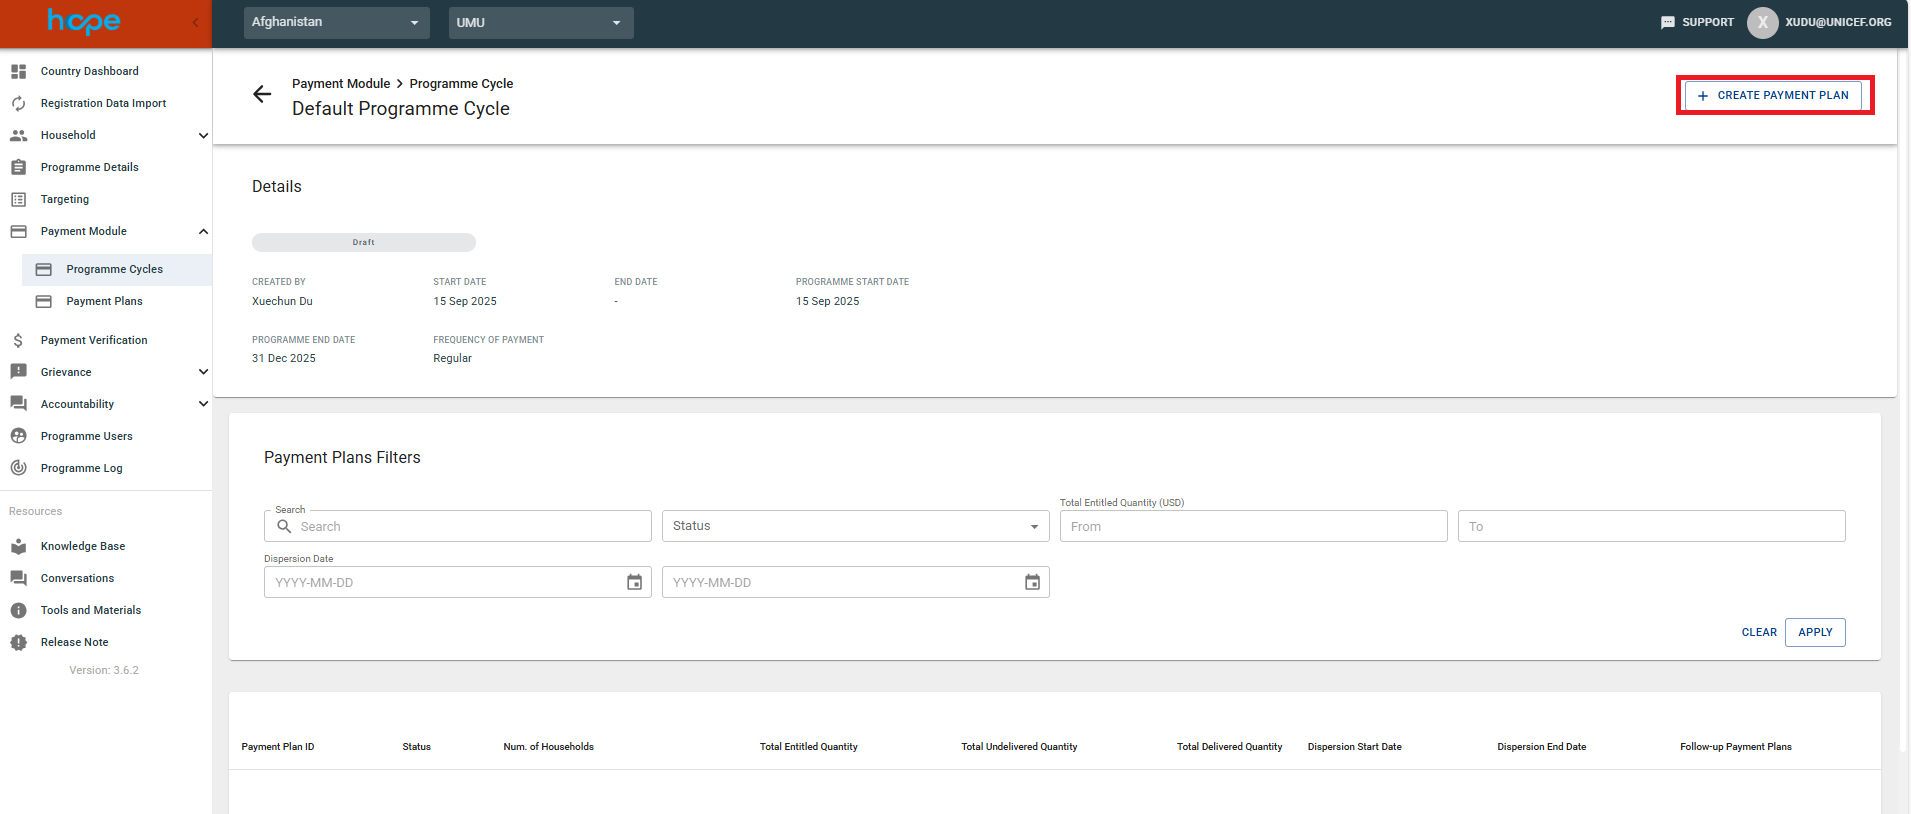 hope
Afghanistan
UMU
SUPPORT
X
XUDU@UNICEF.ORG
Country Dashboard
Registration Data Import
Household
Programme Details
Targeting
Payment Module
Programme Cycles
Payment Plans
Payment Verification
Grievance
Accountability
Programme Users
Programme Log
Resources
Knowledge Base
Conversations
Tools and Materials
Release Note
Version: 3.6.2
Payment Module > Programme Cycle
Default Programme Cycle
+ CREATE PAYMENT PLAN
Details
Draft
CREATED BY
Xuechun Du
START DATE
15 Sep 2025
END DATE
-
PROGRAMME START DATE
15 Sep 2025
PROGRAMME END DATE
31 Dec 2025
FREQUENCY OF PAYMENT
Regular
Payment Plans Filters
Search
Search
Status
Total Entitled Quantity (USD)
From
To
Dispersion Date
YYYY-MM-DD
YYYY-MM-DD
CLEAR
APPLY
Payment Plan ID
Status
Num. of Households
Total Entitled Quantity
Total Undelivered Quantity
Total Delivered Quantity
Dispersion Start Date
Dispersion End Date
Follow-up Payment Plans